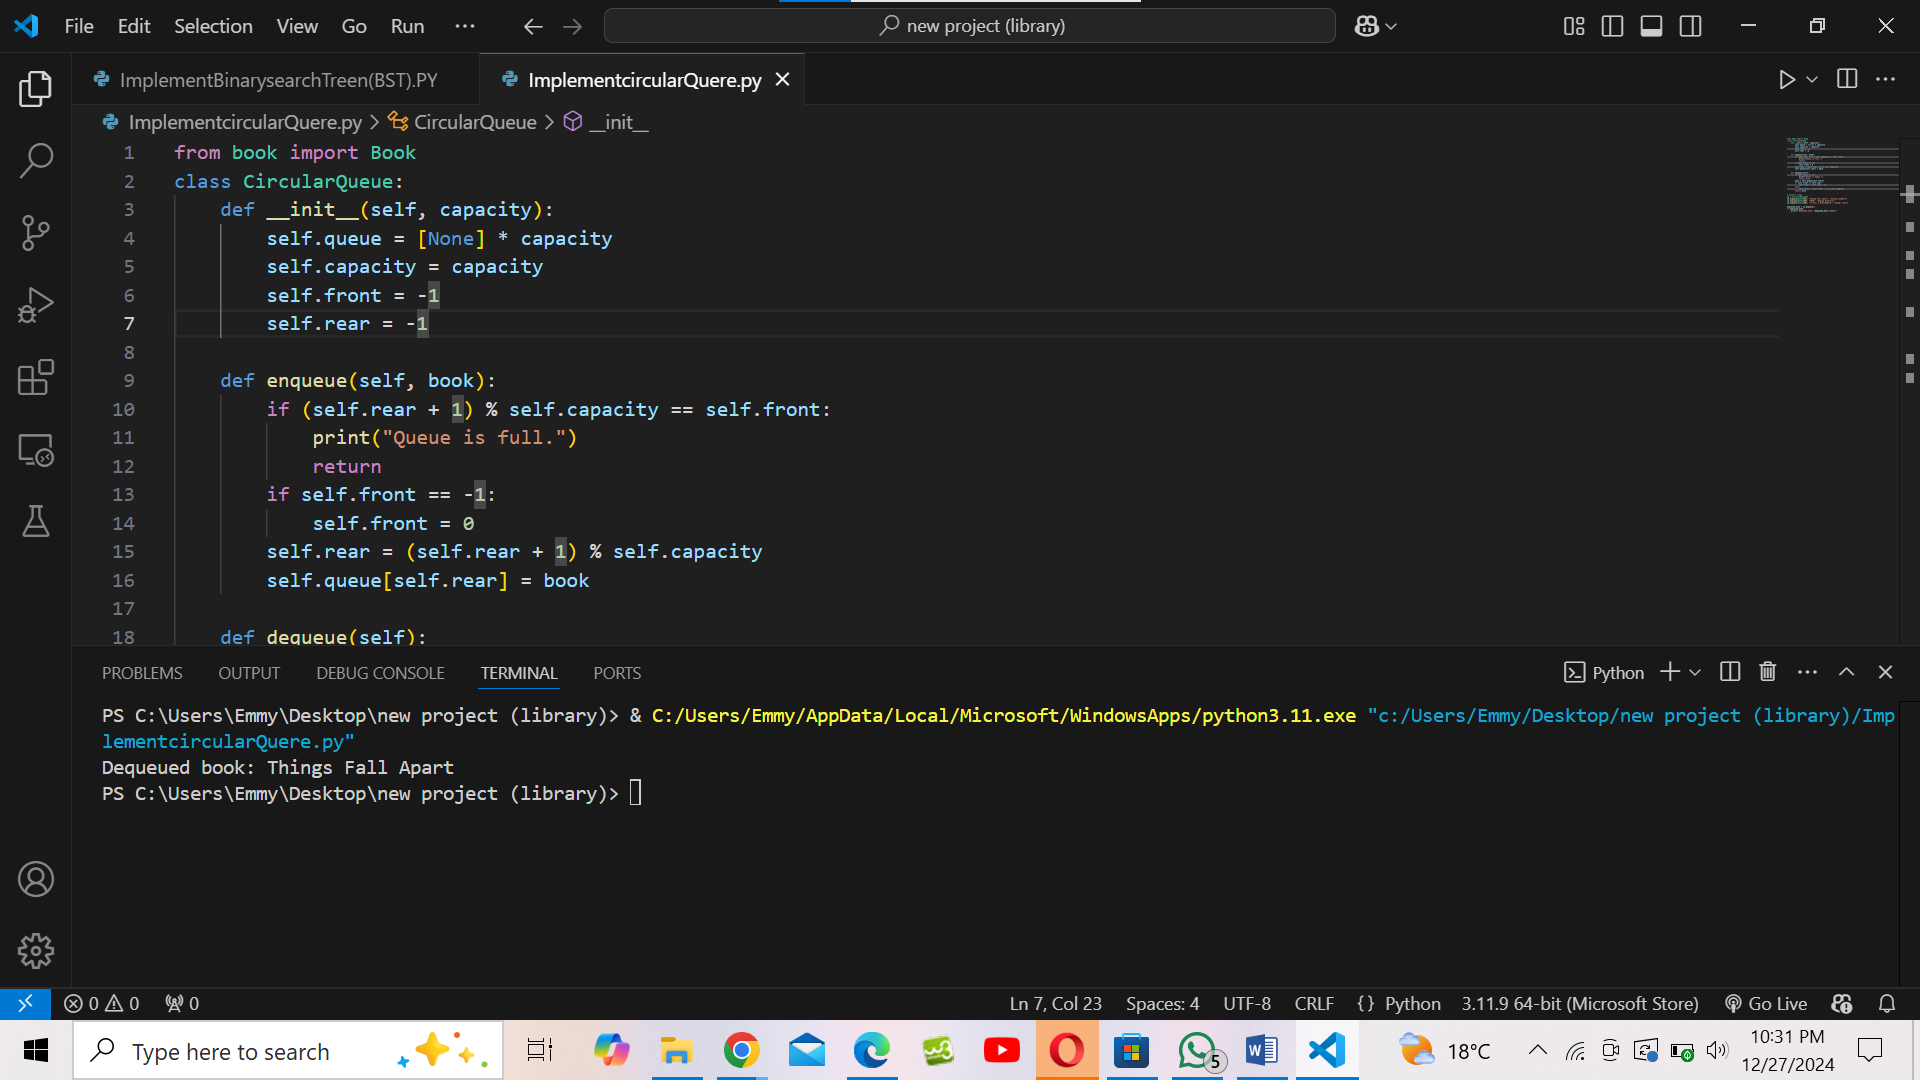 File Edit Selection View Go Run ··· new project (library)
ImplementBinarysearchTreen(BST).PY ImplementcircularQuere.py
ImplementcircularQuere.py > CircularQueue > __init__
1 from book import Book
2 class CircularQueue:
3 def __init__(self, capacity):
4 self.queue = [None] * capacity
5 self.capacity = capacity
6 self.front = -1
7 self.rear = -1
8
9 def enqueue(self, book):
10 if (self.rear + 1) % self.capacity == self.front:
11 print("Queue is full.")
12 return
13 if self.front == -1:
14 self.front = 0
15 self.rear = (self.rear + 1) % self.capacity
16 self.queue[self.rear] = book
17
18 def dequeue(self):
PROBLEMS OUTPUT DEBUG CONSOLE TERMINAL PORTS Python
PS C:\Users\Emmy\Desktop\new project (library)> & C:/Users/Emmy/AppData/Local/Microsoft/WindowsApps/python3.11.exe "c:/Users/Emmy/Desktop/new project (library)/Imp
lementcircularQuere.py"
Dequeued book: Things Fall Apart
PS C:\Users\Emmy\Desktop\new project (library)>
0 0 0 Ln 7, Col 23 Spaces: 4 UTF-8 CRLF {} Python 3.11.9 64-bit (Microsoft Store) Go Live
Type here to search w3 5 18°C 10:31 PM
12/27/2024